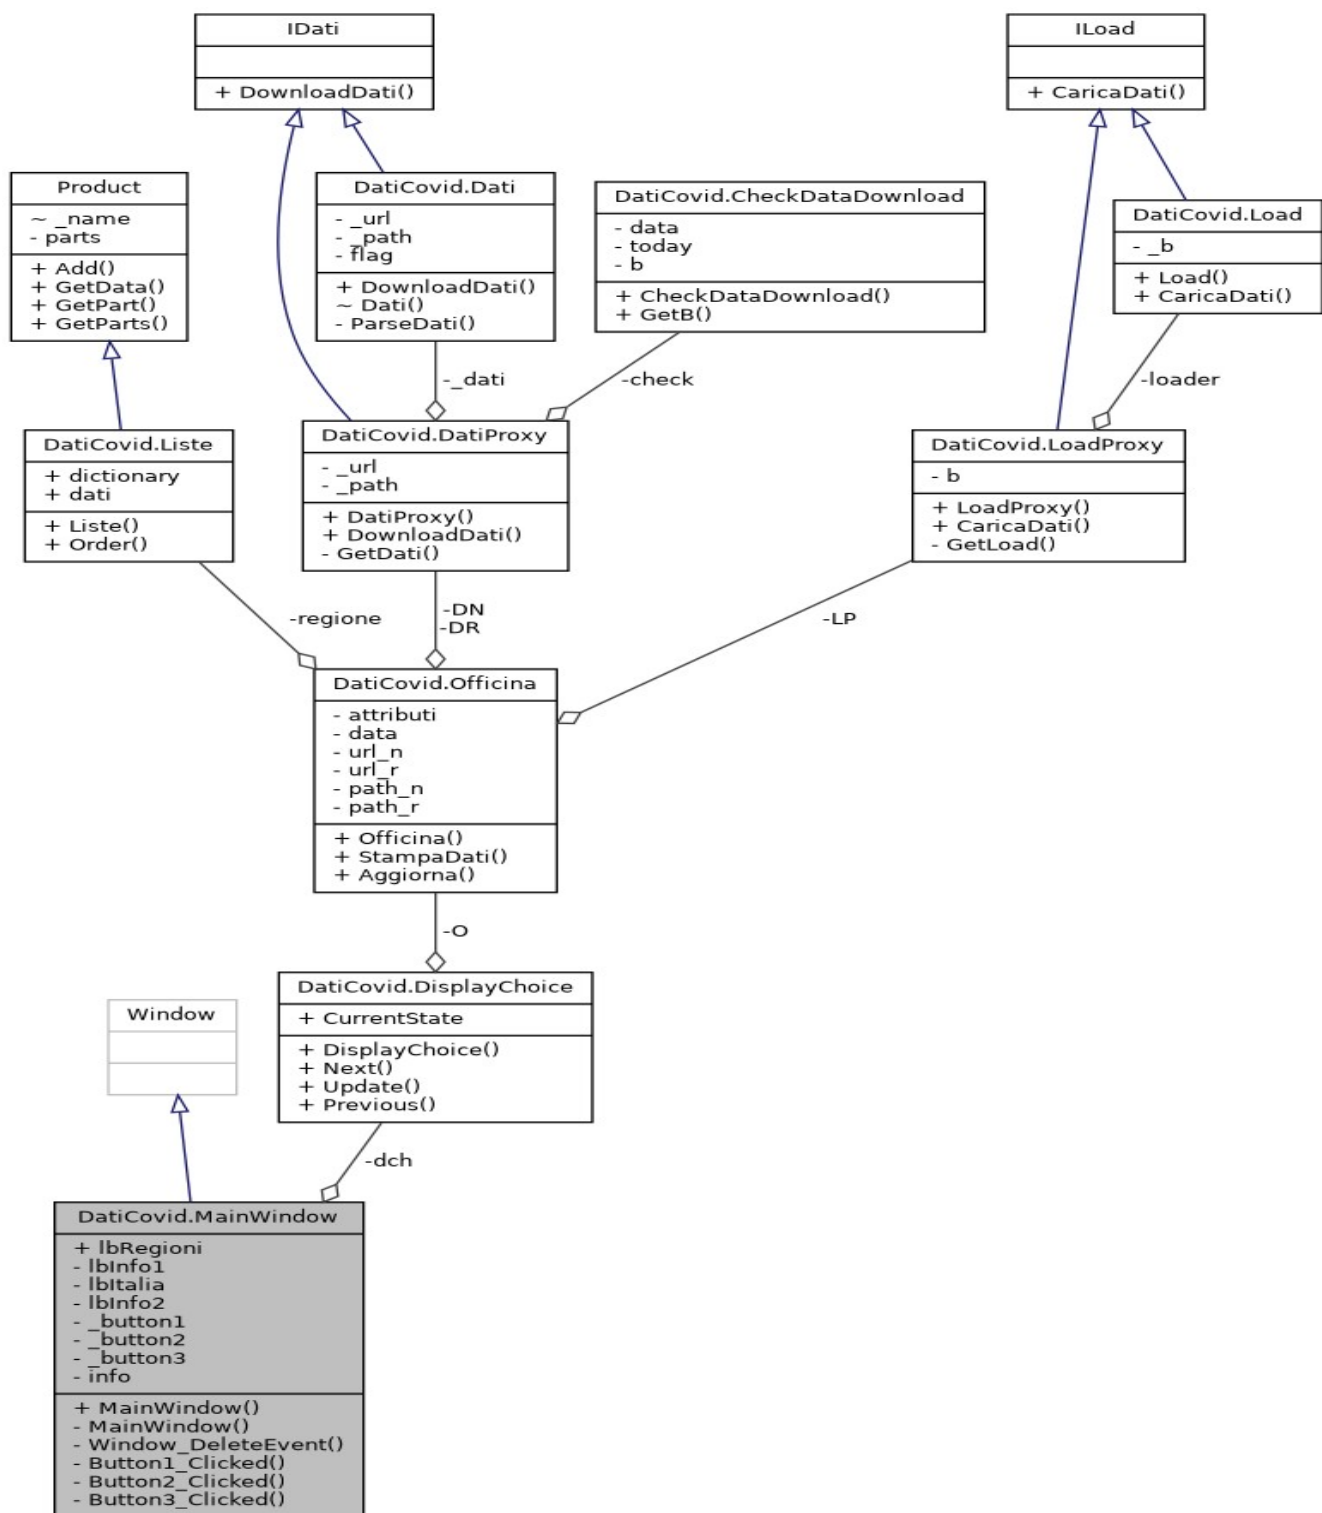 IDati
+ DownloadDati()
ILoad
+ CaricaDati()
Product
~ _name
- parts
+ Add()
+ GetData()
+ GetPart()
+ GetParts()
DatiCovid.Dati
- _url
- _path
- flag
+ DownloadDati()
~ Dati()
- ParseDati()
DatiCovid.CheckDataDownload
- data
- today
- b
+ CheckDataDownload()
+ GetB()
DatiCovid.Load
- _b
+ Load()
+ CaricaDati()
-_dati
-check
-loader
DatiCovid.Liste
+ dictionary
+ dati
+ Liste()
+ Order()
DatiCovid.DatiProxy
- _url
- _path
+ DatiProxy()
+ DownloadDati()
- GetDati()
DatiCovid.LoadProxy
- b
+ LoadProxy()
+ CaricaDati()
- GetLoad()
-regione
-DN
-DR
-LP
DatiCovid.Officina
- attributi
- data
- url_n
- url_r
- path_n
- path_r
+ Officina()
+ StampaDati()
+ Aggiorna()
-O
Window
DatiCovid.DisplayChoice
+ CurrentState
+ DisplayChoice()
+ Next()
+ Update()
+ Previous()
-dch
DatiCovid.MainWindow
+ lbRegioni
- lbInfo1
- lbItalia
- lbInfo2
- _button1
- _button2
- _button3
- info
+ MainWindow()
- MainWindow()
- Window_DeleteEvent()
- Button1_Clicked()
- Button2_Clicked()
- Button3_Clicked()